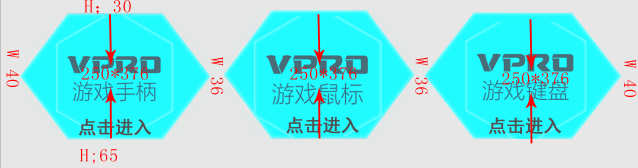 H; 30
VPRO
250*376
游戏手柄
点击进入
H;65
W 40
VPRO
250*376
游戏鼠标
点击进入
W 36
VPRO
250*376
游戏键盘
点击进入
W 36
W 40